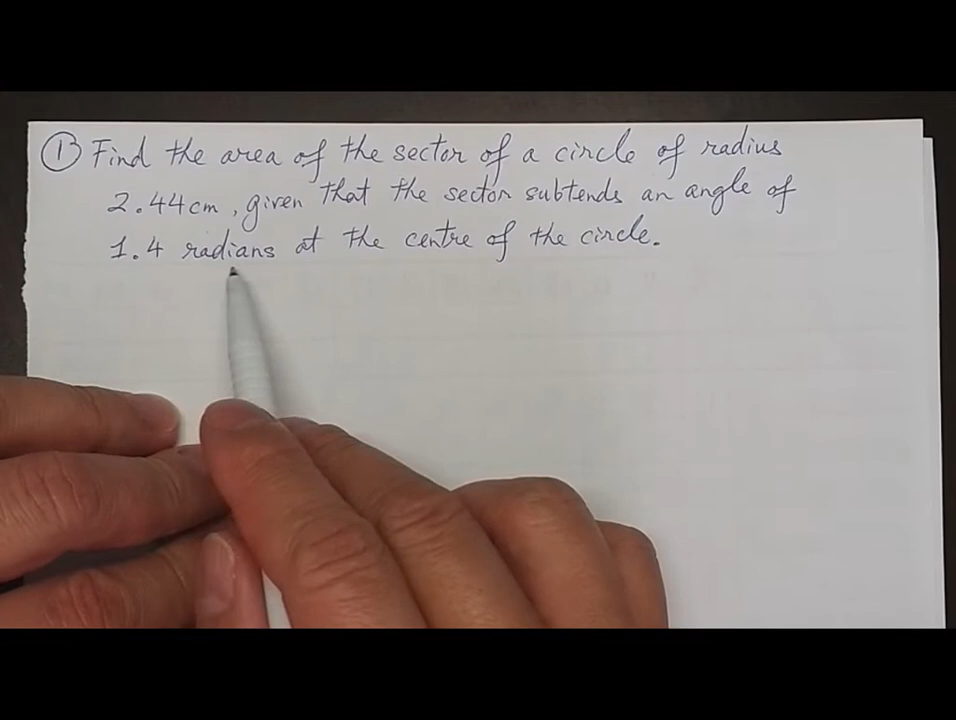 ① Find the area of the sector of a circle of radius
2.44cm, given that the sector subtends an angle of
1.4 radians at the centre of the circle.